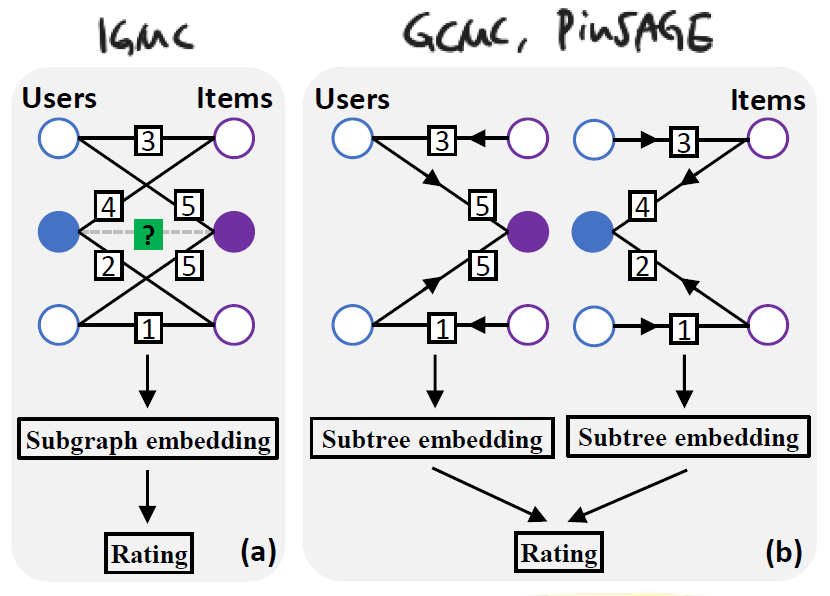 IGMC
GCMC, PinSAGE
Users Items
3
4 5
?
2 5
1
Subgraph embedding
Rating
(a)
Users Items
3 3
5 4
5 2
1 1
Subtree embedding Subtree embedding
Rating
(b)